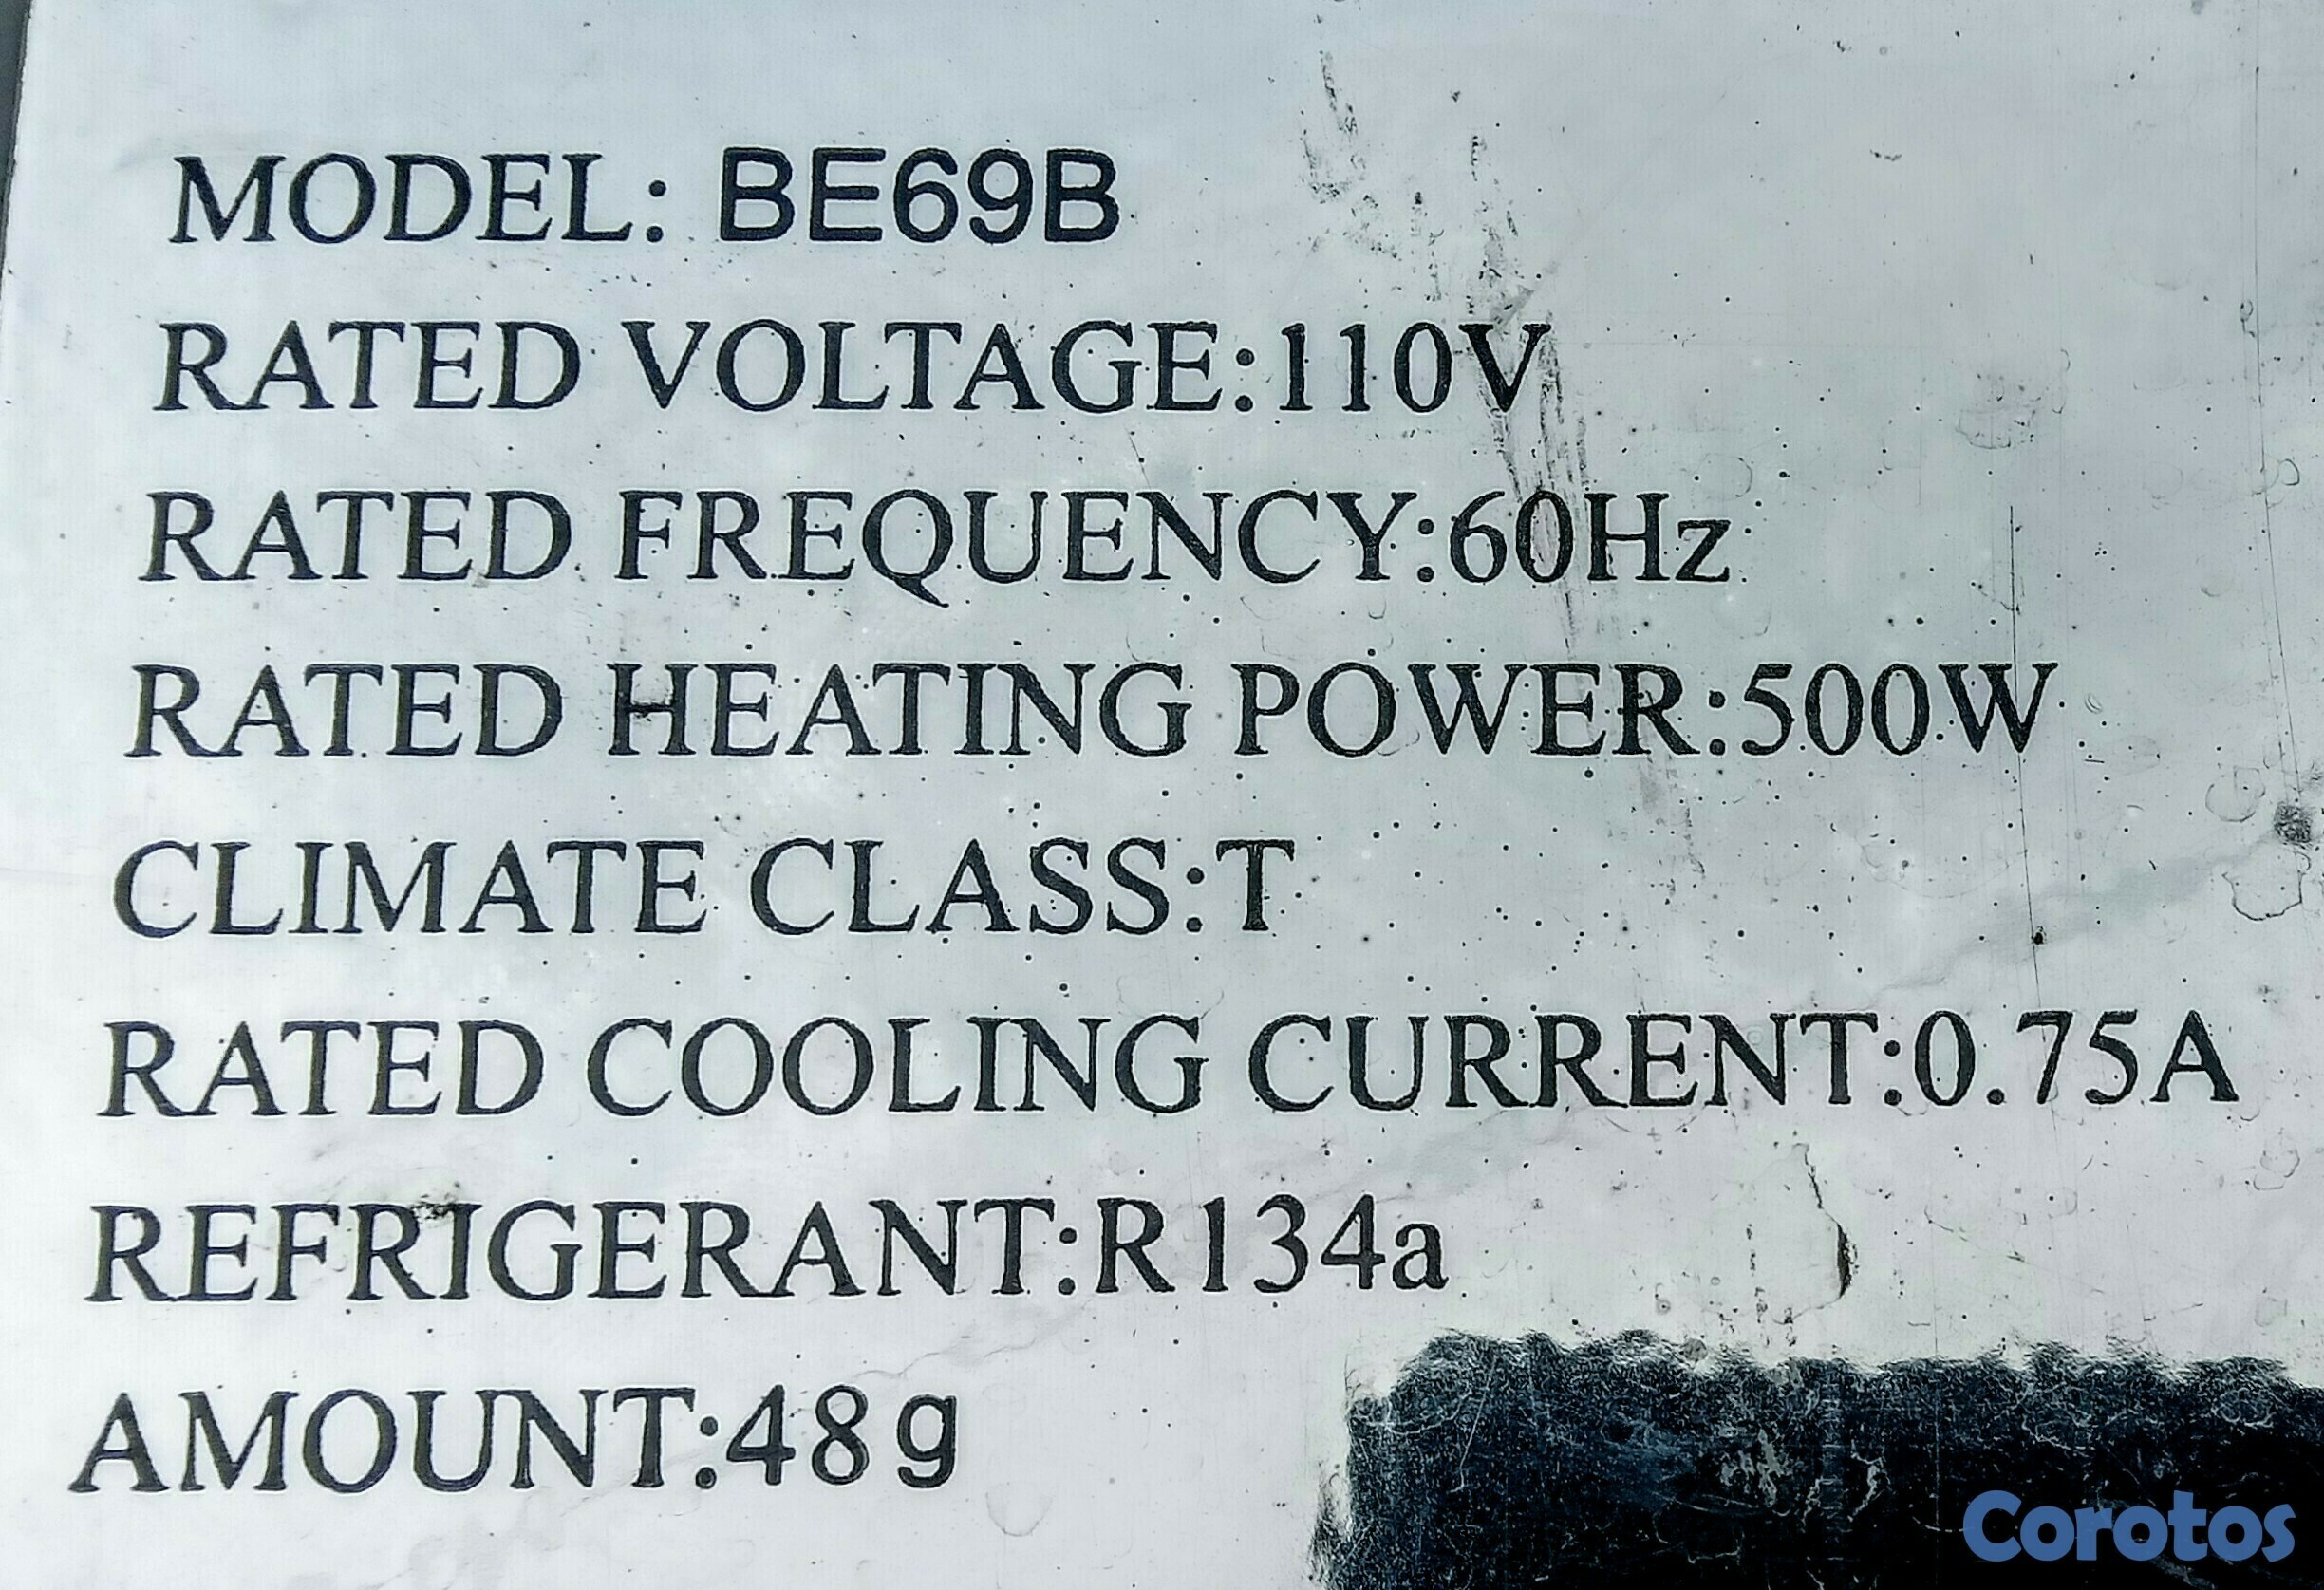 MODEL: BE69B
RATED VOLTAGE:110V
RATED FREQUENCY:60Hz
RATED HEATING POWER:500W
CLIMATE CLASS:T
RATED COOLING CURRENT:0.75A
REFRIGERANT:R134a
AMOUNT:48g
Corotos